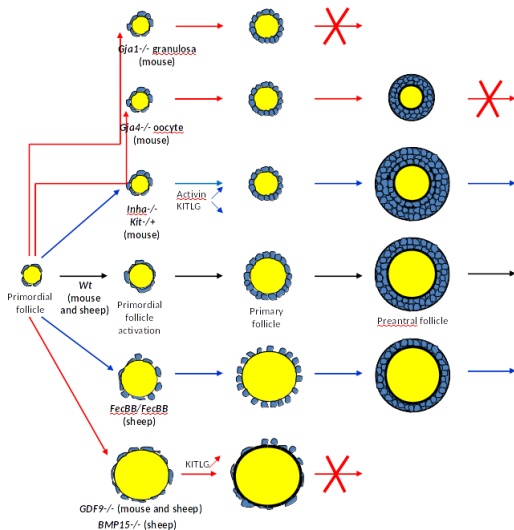 Gja1-/- granulosa
(mouse)
Gja4-/- oocyte
(mouse)
Inha-/-
Kit-/+
(mouse)
Activin
KITLG
Primordial
follicle
Wt
(mouse
and sheep)
Primordial
follicle
activation
Primary
follicle
Preantral follicle
FecBB/FecBB
(sheep)
KITLG
GDF9-/- (mouse and sheep)
BMP15-/- (sheep)